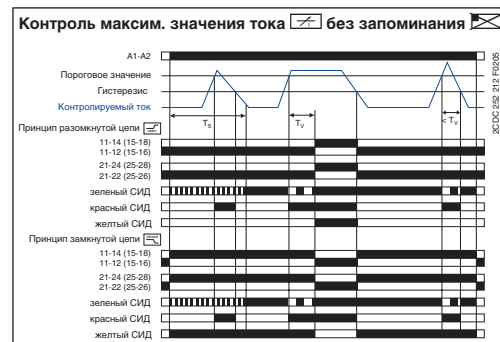 Контроль максим. значения тока без запоминания
A1-A2
Пороговое значение
Гистерезис
Контролируемый ток
TS
TV
< TV
Принцип разомкнутой цепи
11-14 (15-18)
11-12 (15-16)
21-24 (25-28)
21-22 (25-26)
зеленый СИД
красный СИД
желтый СИД
Принцип замкнутой цепи
11-14 (15-18)
11-12 (15-16)
21-24 (25-28)
21-22 (25-26)
зеленый СИД
красный СИД
желтый СИД
2CDC 252 212 F0205